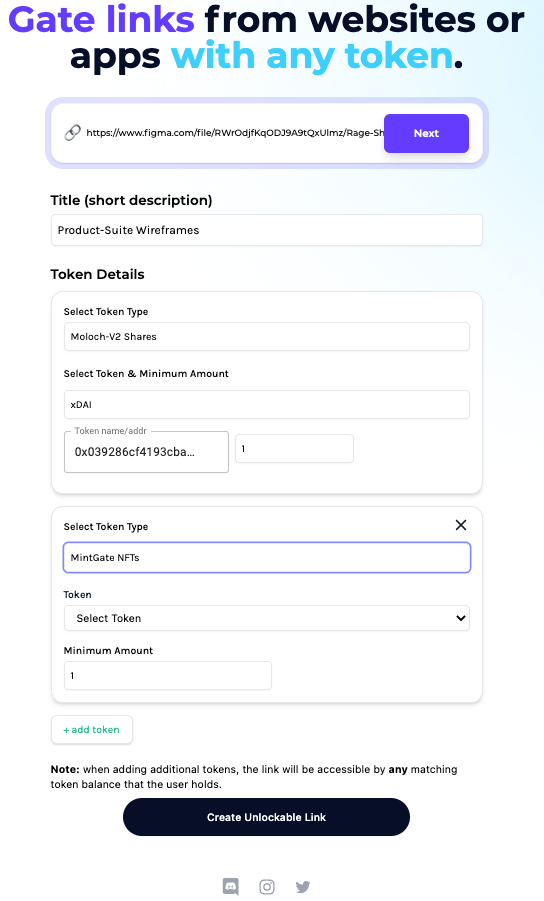 Gate links from websites or
apps with any token.
https://www.figma.com/file/RWrOdjfKqODJ9A9tQxUlmz/Rage-Sh
Next
Title (short description)
Product-Suite Wireframes
Token Details
Select Token Type
Moloch-V2 Shares
Select Token & Minimum Amount
xDAI
Token name/addr
0x039286cf4193cba...
1
Select Token Type
MintGate NFTs
Token
Select Token
Minimum Amount
1
+ add token
Note: when adding additional tokens, the link will be accessible by any matching
token balance that the user holds.
Create Unlockable Link